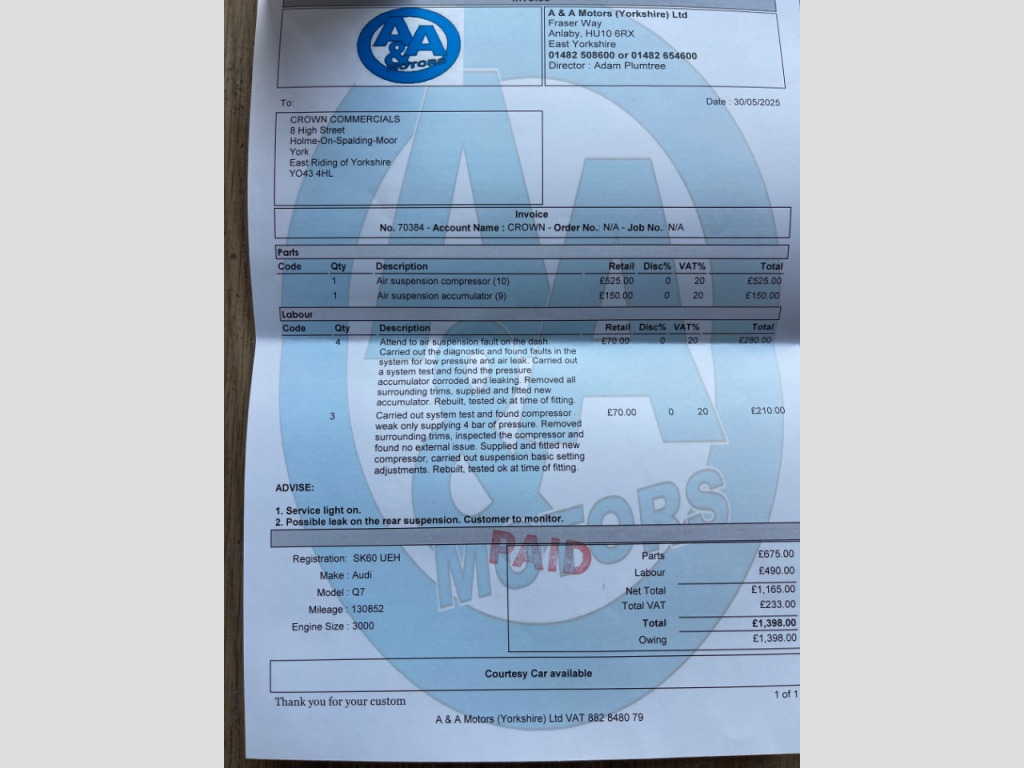 A & A Motors (Yorkshire) Ltd
Fraser Way
Anlaby, HU10 6RX
East Yorkshire
01482 508600 or 01482 654600
Director : Adam Plumtree
A&A
MOTORS
To:
Date : 30/05/2025
CROWN COMMERCIALS
8 High Street
Holme-On-Spalding-Moor
York
East Riding of Yorkshire
YO43 4HL
Invoice
No. 70384 - Account Name : CROWN - Order No.: N/A - Job No.: N/A
Parts
Code Qty Description Retail Disc% VAT% Total
1 Air suspension compressor (10) £525.00 0 20 £525.00
1 Air suspension accumulator (9) £150.00 0 20 £150.00
Labour
Code Qty Description Retail Disc% VAT% Total
4 Attend to air suspension fault on the dash. £70.00 0 20 £280.00
Carried out the diagnostic and found faults in the
system for low pressure and air leak. Carried out
a system test and found the pressure
accumulator corroded and leaking. Removed all
surrounding trims, supplied and fitted new
accumulator. Rebuilt, tested ok at time of fitting.
3 Carried out system test and found compressor £70.00 0 20 £210.00
weak only supplying 4 bar of pressure. Removed
surrounding trims, inspected the compressor and
found no external issue. Supplied and fitted new
compressor, carried out suspension basic setting
adjustments. Rebuilt, tested ok at time of fitting.
ADVISE:
1. Service light on.
2. Possible leak on the rear suspension. Customer to monitor.
A&A
MOTORS
PAID
Registration: SK60 UEH
Make : Audi
Model : Q7
Mileage : 130852
Engine Size : 3000
Parts £675.00
Labour £490.00
Net Total £1,165.00
Total VAT £233.00
Total £1,398.00
Owing £1,398.00
Courtesy Car available
Thank you for your custom
1 of 1
A & A Motors (Yorkshire) Ltd VAT 882 8480 79